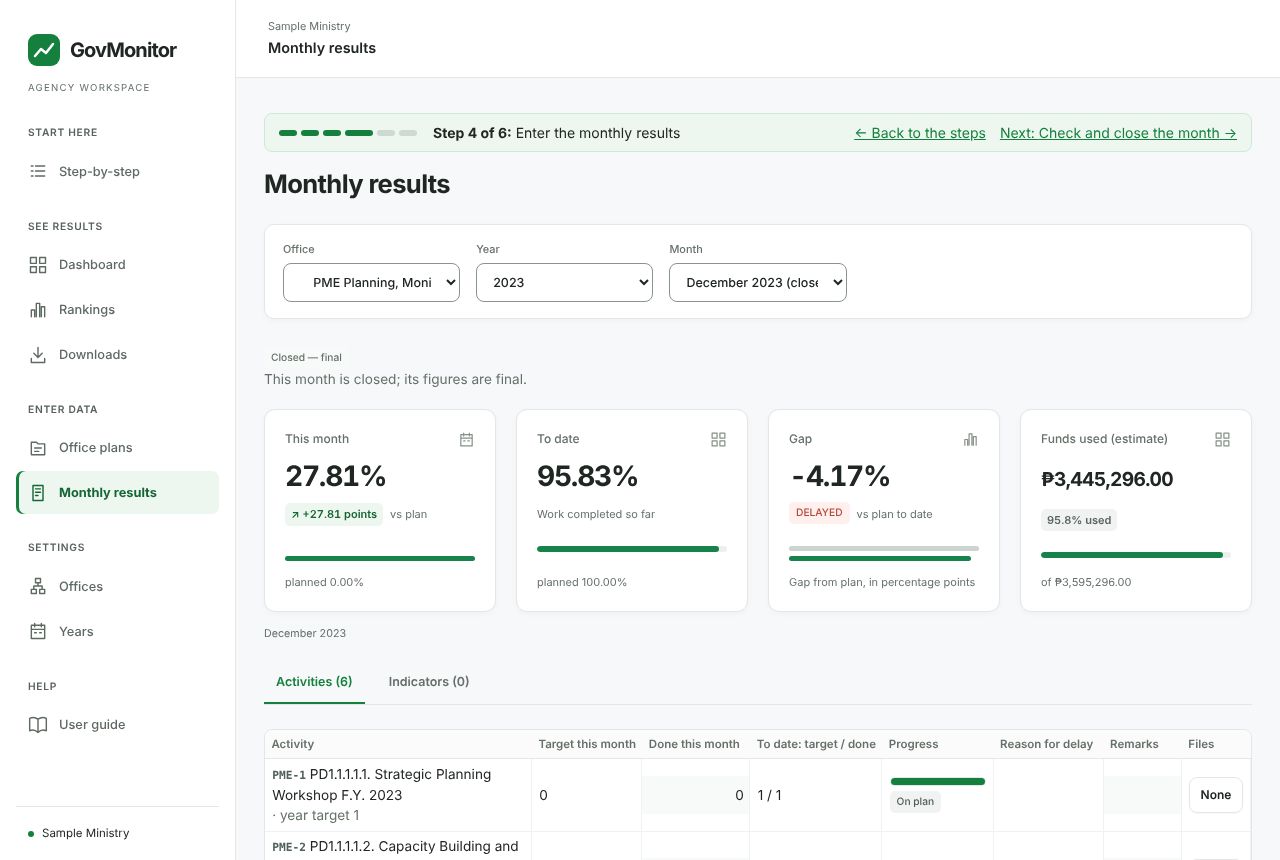 GovMonitor
AGENCY WORKSPACE
START HERE
Step-by-step
SEE RESULTS
Dashboard
Rankings
Downloads
ENTER DATA
Office plans
Monthly results
SETTINGS
Offices
Years
HELP
User guide
Sample Ministry
Sample Ministry
Monthly results
Step 4 of 6: Enter the monthly results
← Back to the steps
Next: Check and close the month →
Monthly results
Office
Year
Month
PME Planning, Moni
2023
December 2023 (close
Closed — final
This month is closed; its figures are final.
This month
27.81%
↗ +27.81 points vs plan
planned 0.00%
To date
95.83%
Work completed so far
planned 100.00%
Gap
-4.17%
DELAYED vs plan to date
Gap from plan, in percentage points
Funds used (estimate)
₱3,445,296.00
95.8% used
of ₱3,595,296.00
December 2023
Activities (6)
Indicators (0)
Activity Target this month Done this month To date: target / done Progress Reason for delay Remarks Files
PME-1 PD1.1.1.1.1. Strategic Planning
Workshop F.Y. 2023
· year target 1
0
0
1 / 1
On plan
None
PME-2 PD1.1.1.1.2. Capacity Building and